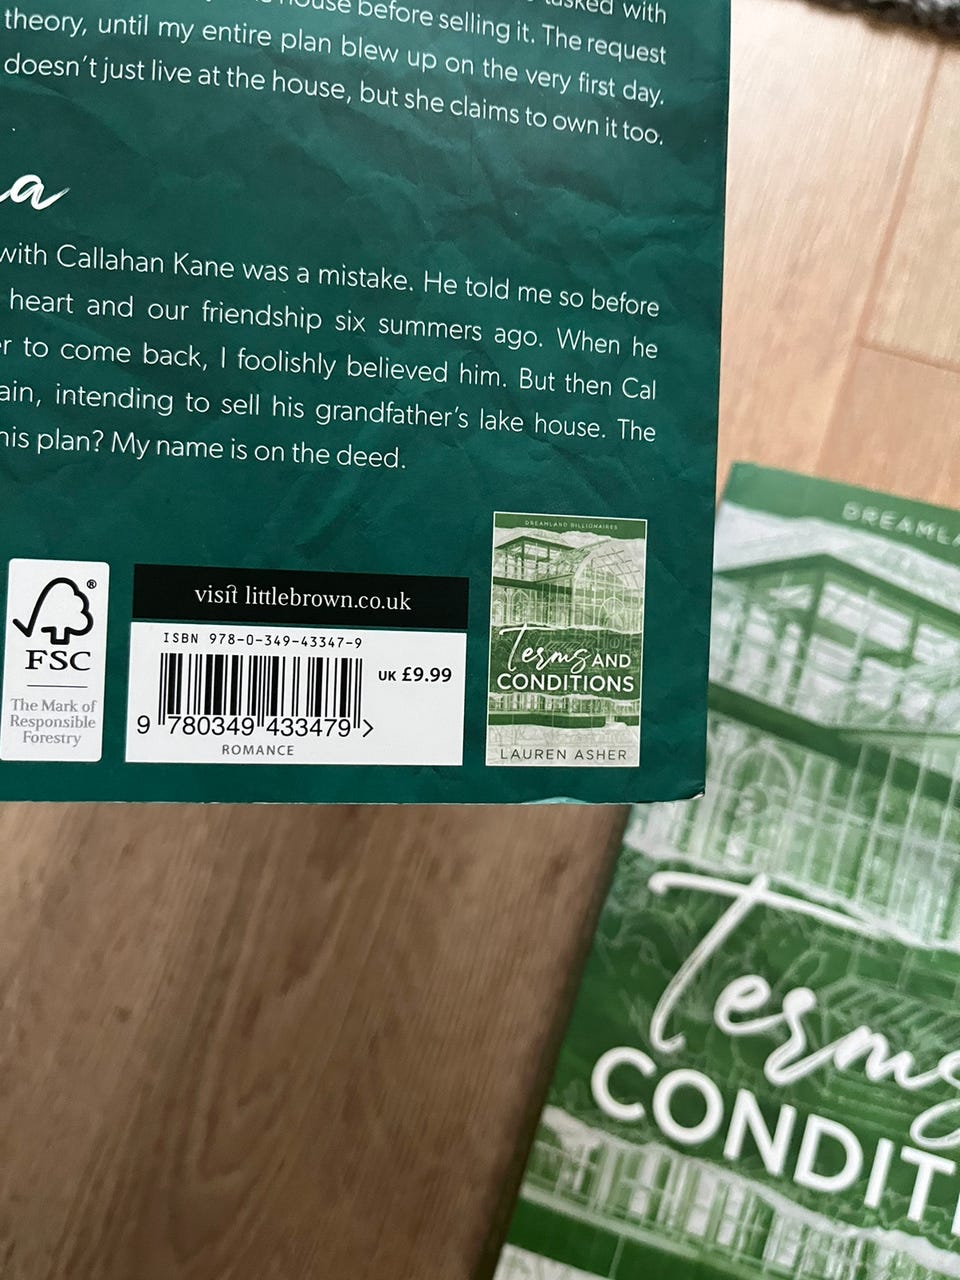 house before selling it. The request
theory, until my entire plan blew up on the very first day.
doesn't just live at the house, but she claims to own it too.
with Callahan Kane was a mistake. He told me so before
heart and our friendship six summers ago. When he
to come back, I foolishly believed him. But then Cal
intending to sell his grandfather's lake house. The
his plan? My name is on the deed.
FSC®
The Mark of
Responsible
Forestry
visit littlebrown.co.uk
ISBN 978-0-349-43347-9
UK £9.99
9 780349 433479 >
ROMANCE
DREAMLAND BILLIONAIRES
Terms AND
CONDITIONS
LAUREN ASHER
Terms